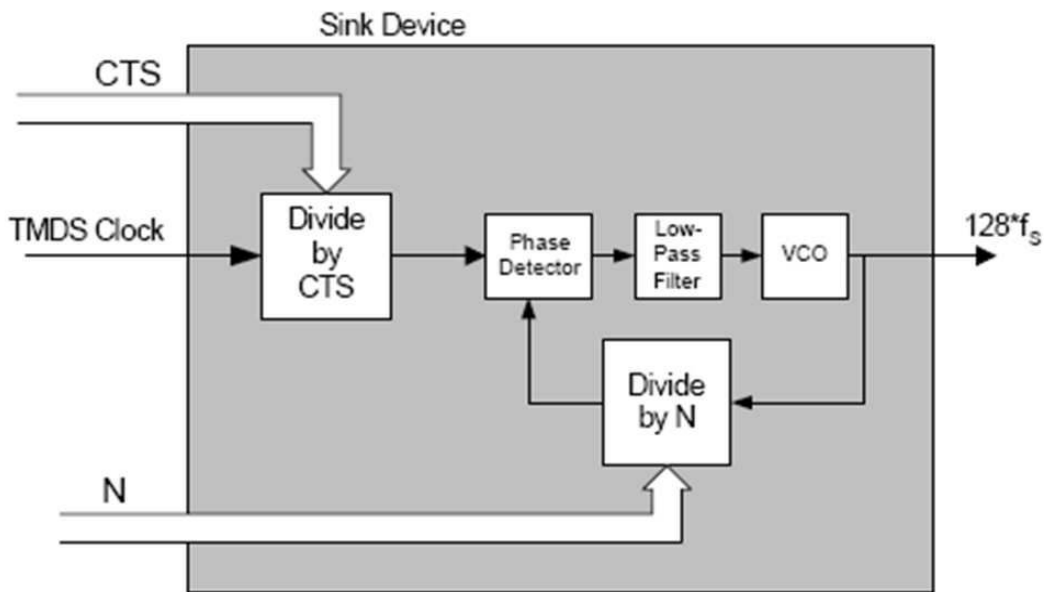 Sink Device
CTS
TMDS Clock
Divide
by
CTS
Phase
Detector
Low-
Pass
Filter
VCO
128*fs
Divide
by N
N